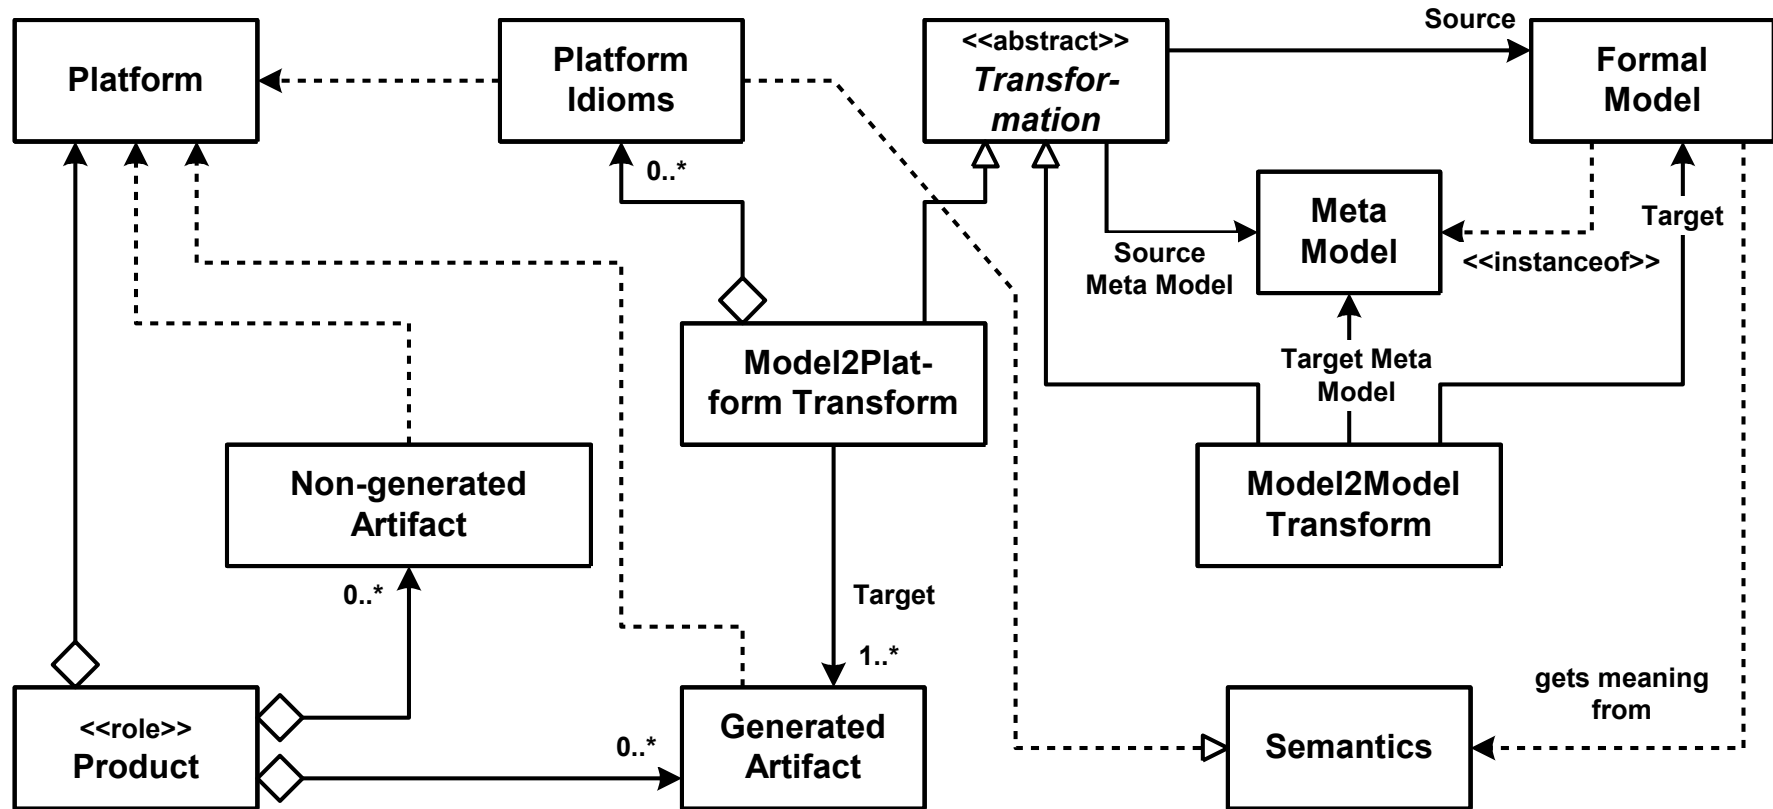 Platform
Platform
Idioms
<<abstract>>
Transfor-
mation
Source
Formal
Model
0..*
Meta
Model
Target
Source
Meta Model
<<instanceof>>
Model2Plat-
form Transform
Target Meta
Model
Non-generated
Artifact
Model2Model
Transform
0..*
Target
1..*
gets meaning
from
<<role>>
Product
0..*
Generated
Artifact
Semantics